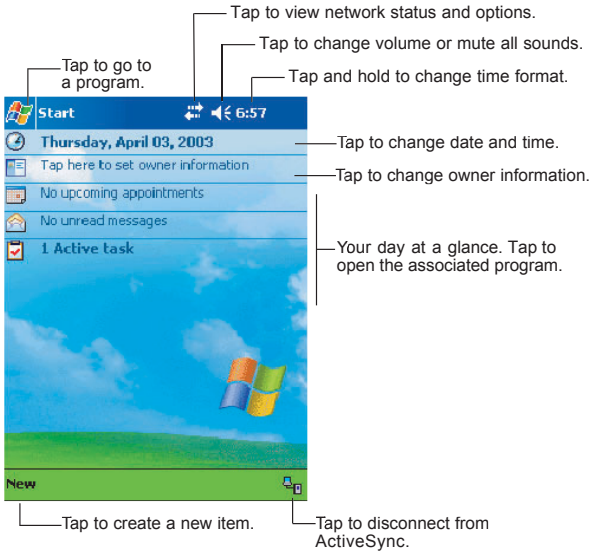 Tap to view network status and options.
Tap to change volume or mute all sounds.
Tap to go to
a program.
Tap and hold to change time format.
Start 6:57
Thursday, April 03, 2003
Tap to change date and time.
Tap here to set owner information
Tap to change owner information.
No upcoming appointments
No unread messages
1 Active task
Your day at a glance. Tap to
open the associated program.
New
Tap to create a new item.
Tap to disconnect from
ActiveSync.